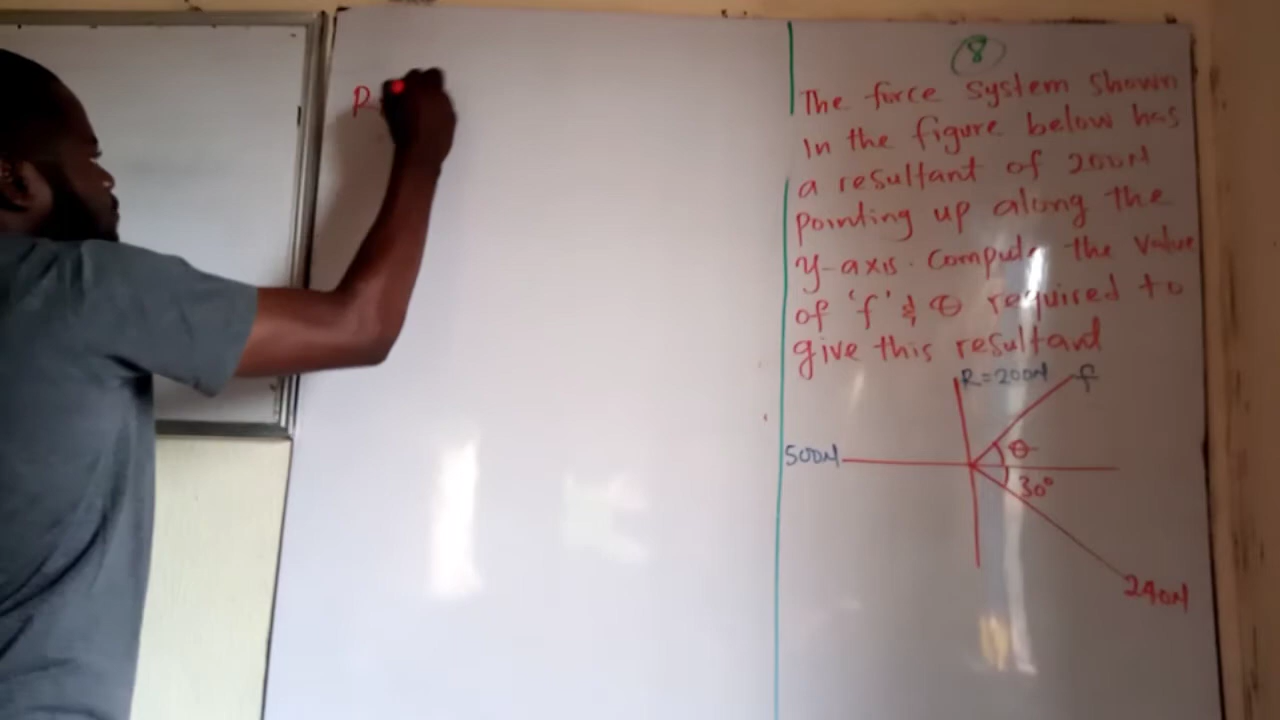 R
8
The force system shown
In the figure below has
a resultant of 200N
pointing up along the
y-axis. Compute the value
of 'f' & θ required to
give this resultant
R=200N f
500N
θ
30°
240N